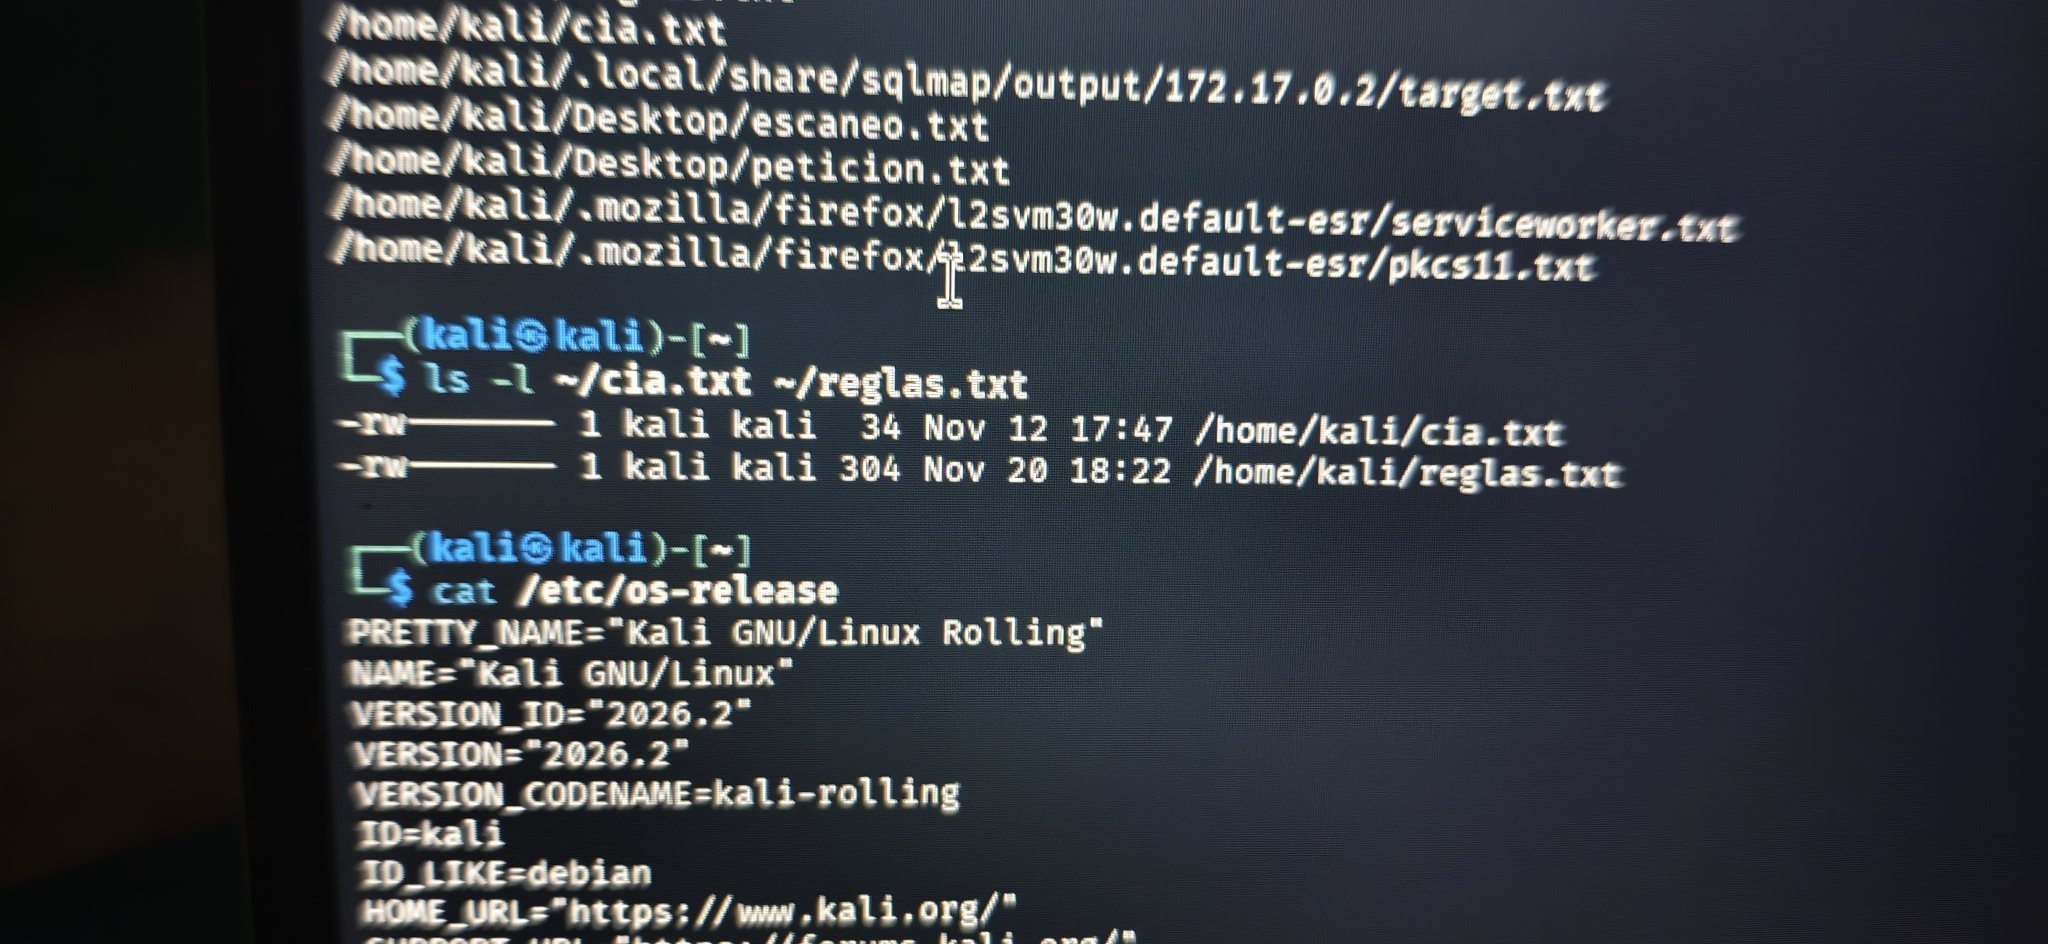 /home/kali/cia.txt
/home/kali/.local/share/sqlmap/output/172.17.0.2/target.txt
/home/kali/Desktop/escaneo.txt
/home/kali/Desktop/peticion.txt
/home/kali/.mozilla/firefox/l2svm30w.default-esr/serviceworker.txt
/home/kali/.mozilla/firefox/l2svm30w.default-esr/pkcs11.txt
(kali㉿kali)-[~]
$ ls -l ~/cia.txt ~/reglas.txt
-rw------- 1 kali kali 34 Nov 12 17:47 /home/kali/cia.txt
-rw------- 1 kali kali 304 Nov 20 18:22 /home/kali/reglas.txt
(kali㉿kali)-[~]
$ cat /etc/os-release
PRETTY_NAME="Kali GNU/Linux Rolling"
NAME="Kali GNU/Linux"
VERSION_ID="2026.2"
VERSION="2026.2"
VERSION_CODENAME=kali-rolling
ID=kali
ID_LIKE=debian
HOME_URL="https://www.kali.org/"
SUPPORT_URL="https://forums.kali.org/"